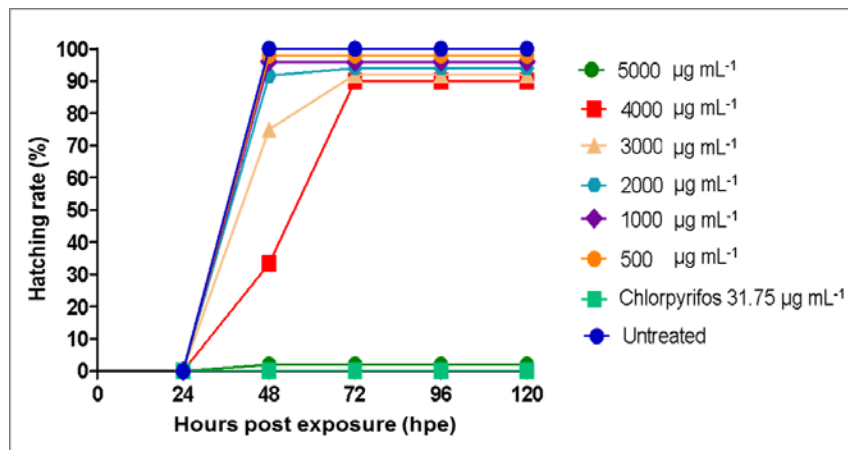 100
90
80
70
60
50
40
30
20
10
0
Hatching rate (%)
0 24 48 72 96 120
Hours post exposure (hpe)
5000 µg mL⁻¹
4000 µg mL⁻¹
3000 µg mL⁻¹
2000 µg mL⁻¹
1000 µg mL⁻¹
500 µg mL⁻¹
Chlorpyrifos 31.75 µg mL⁻¹
Untreated